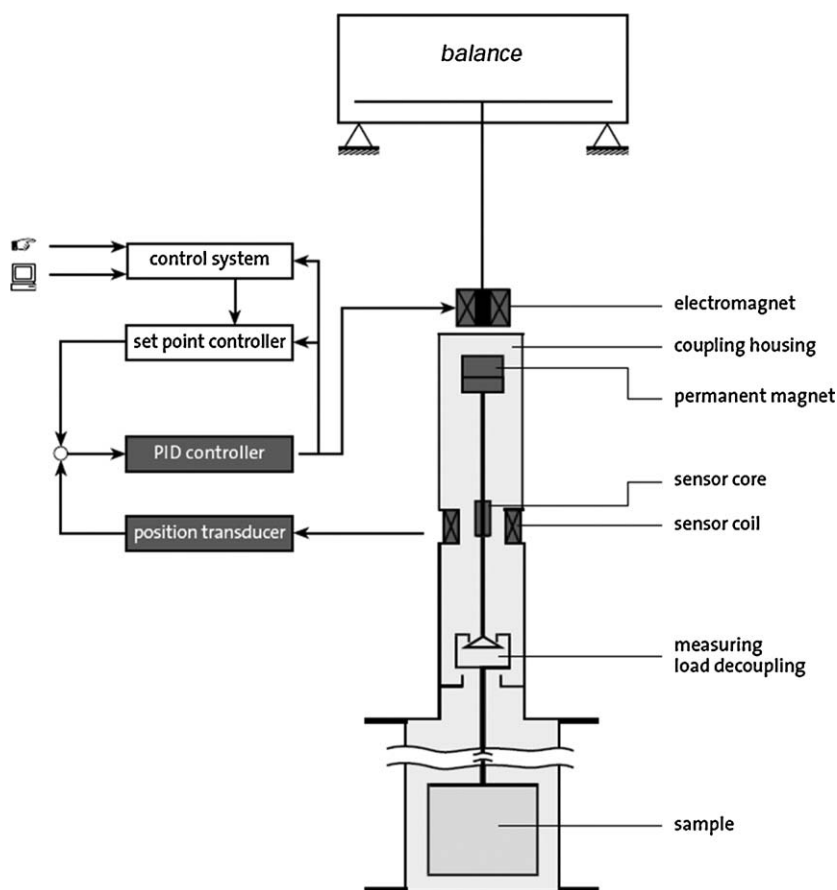 balance
control system
set point controller
PID controller
position transducer
electromagnet
coupling housing
permanent magnet
sensor core
sensor coil
measuring
load decoupling
sample